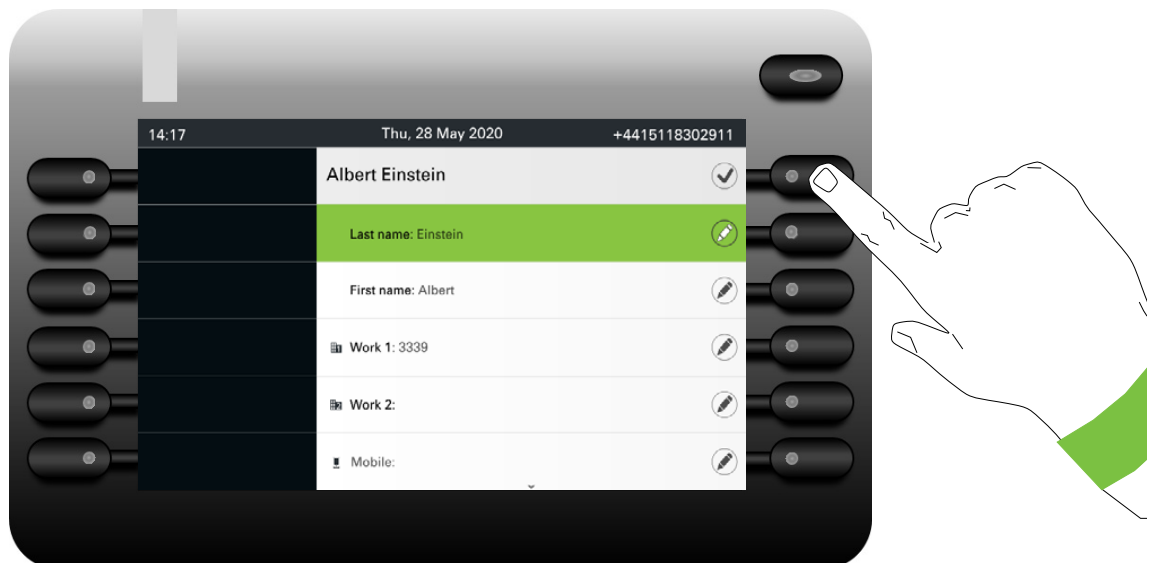 14:17 Thu, 28 May 2020 +4415118302911
Albert Einstein
Last name: Einstein
First name: Albert
Work 1: 3339
Work 2:
Mobile: